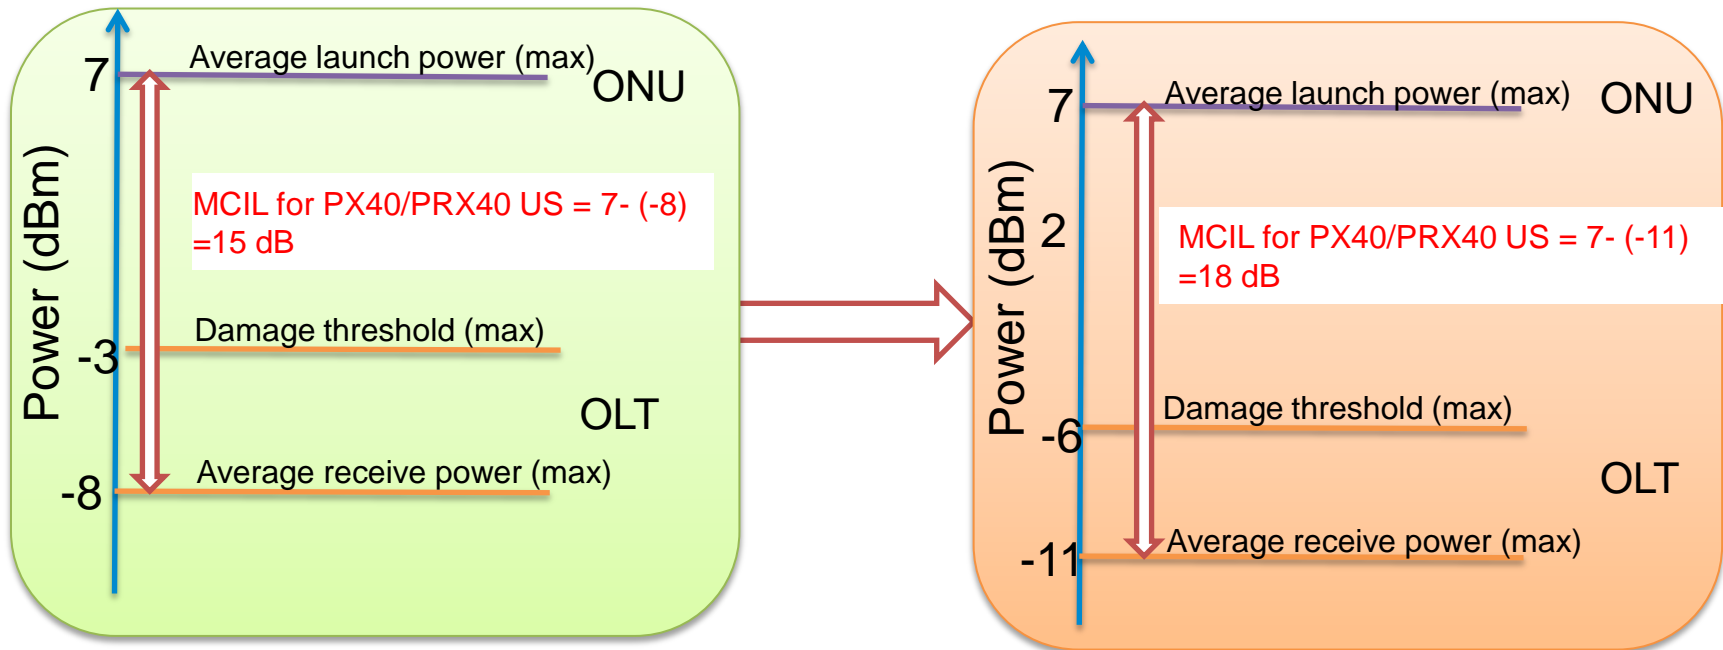 Average launch power (max)
7
ONU
Power (dBm)
MCIL for PX40/PRX40 US = 7- (-8)
=15 dB
Damage threshold (max)
-3
OLT
Average receive power (max)
-8
Average launch power (max)
7
ONU
Power (dBm)
2
MCIL for PX40/PRX40 US = 7- (-11)
=18 dB
Damage threshold (max)
-6
OLT
Average receive power (max)
-11